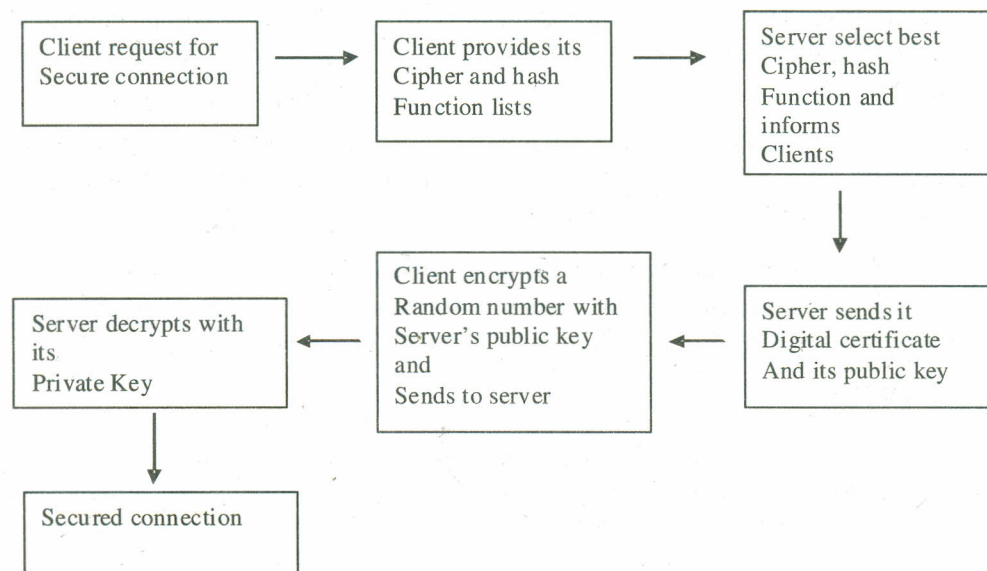 Client request for
Secure connection
Client provides its
Cipher and hash
Function lists
Server select best
Cipher, hash
Function and
informs
Clients
Server sends it
Digital certificate
And its public key
Client encrypts a
Random number with
Server's public key
and
Sends to server
Server decrypts with
its
Private Key
Secured connection